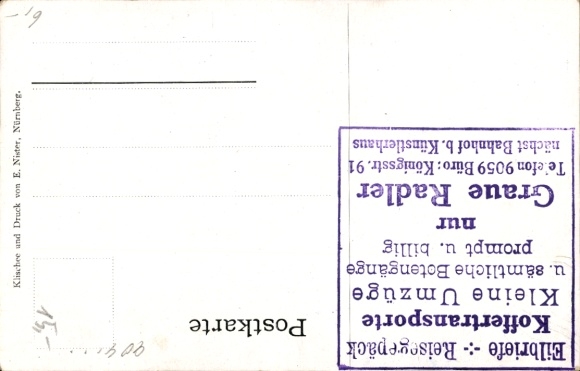 Postkarte
Klischee und Druck von E. Nister, Nürnberg.
Eilbriefe -:- Reisegepäck
Koffertransporte
Kleine Umzüge
u. sämtliche Botengänge
prompt u. billig
nur
Graue Radler
Telefon 9059 Büro: Königsstr. 91
nächst Bahnhof b. Künstlerhaus
15,-